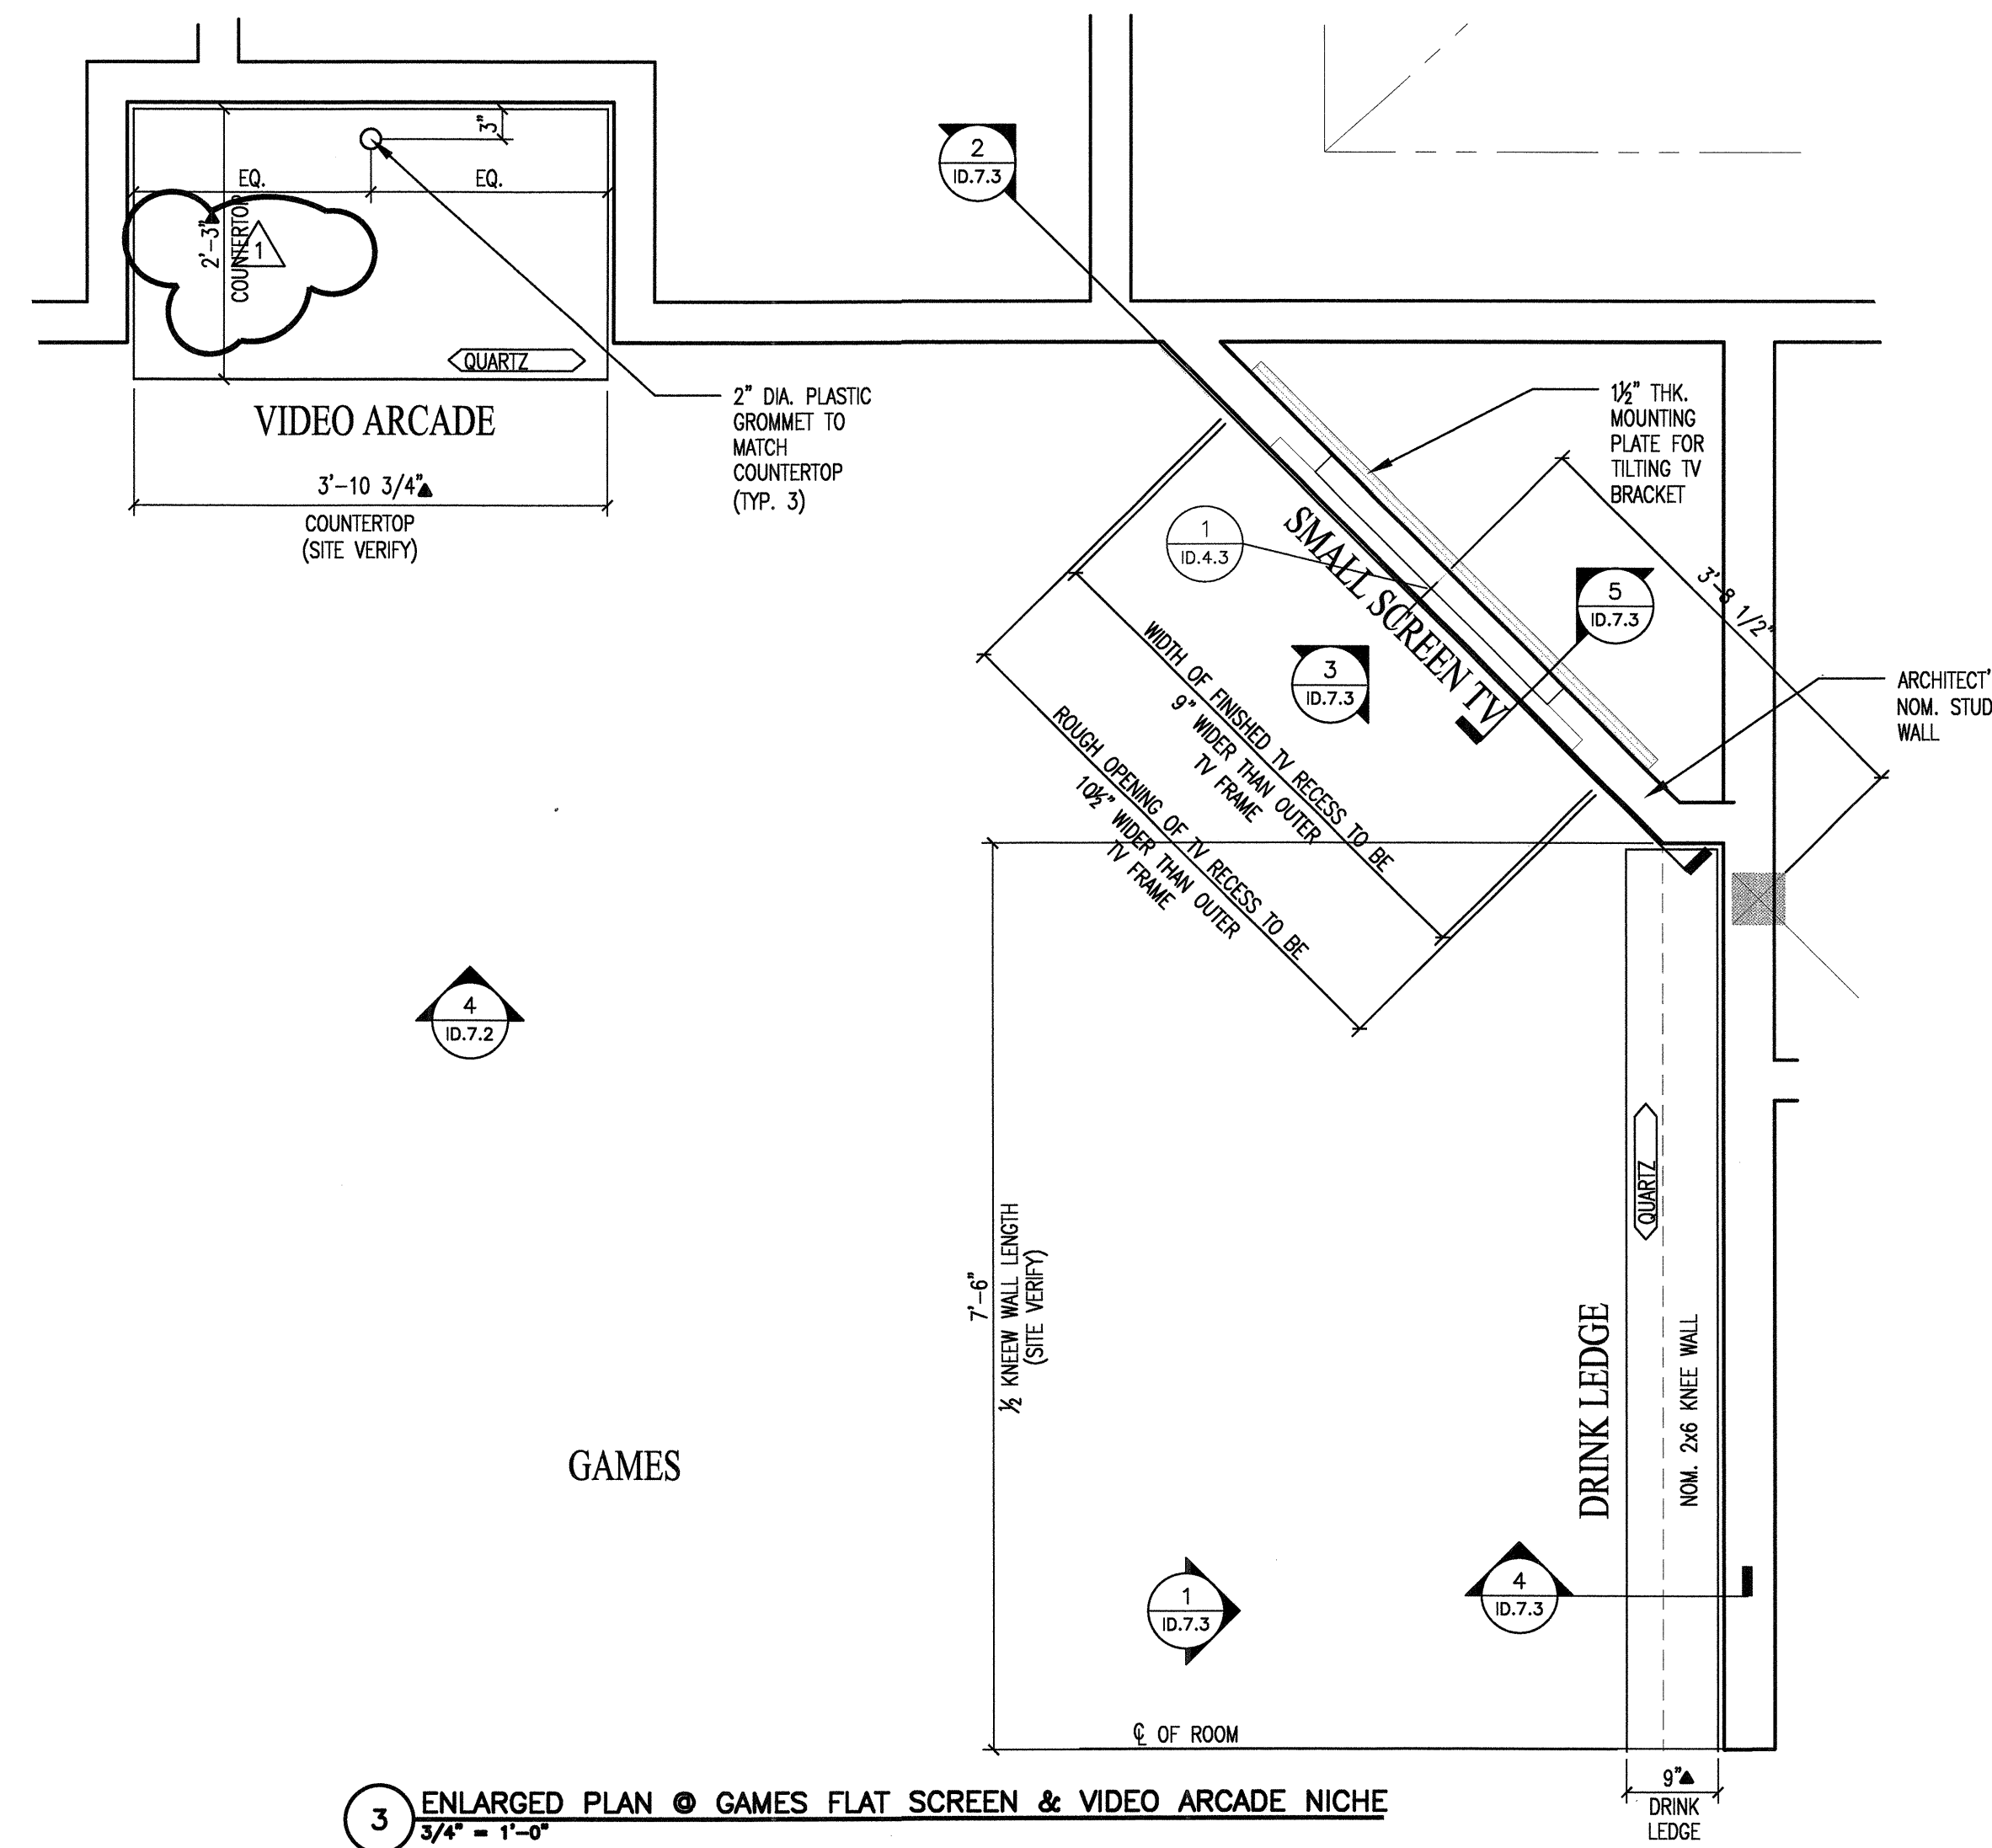 2
ID.7.3
3"
EQ.
EQ.
2'-3"
COUNTERTOP
1
QUARTZ
VIDEO ARCADE
3'-10 3/4"
COUNTERTOP
(SITE VERIFY)
2" DIA. PLASTIC
GROMMET TO
MATCH
COUNTERTOP
(TYP. 3)
1½" THK.
MOUNTING
PLATE FOR
TILTING TV
BRACKET
1
ID.4.3
SMALL SCREEN TV
5
ID.7.3
3'-8 1/2"
3
ID.7.3
ARCHITECT'
NOM. STUD
WALL
WIDTH OF FINISHED TV RECESS TO BE
9" WIDER THAN OUTER
TV FRAME
ROUGH OPENING OF TV RECESS TO BE
10½" WIDER THAN OUTER
TV FRAME
4
ID.7.2
7'-6"
½ KNEEW WALL LENGTH
(SITE VERIFY)
QUARTZ
DRINK LEDGE
NOM. 2x6 KNEE WALL
GAMES
1
ID.7.3
4
ID.7.3
℄ OF ROOM
9"
DRINK
LEDGE
3
ENLARGED PLAN @ GAMES FLAT SCREEN & VIDEO ARCADE NICHE
3/4" = 1'-0"